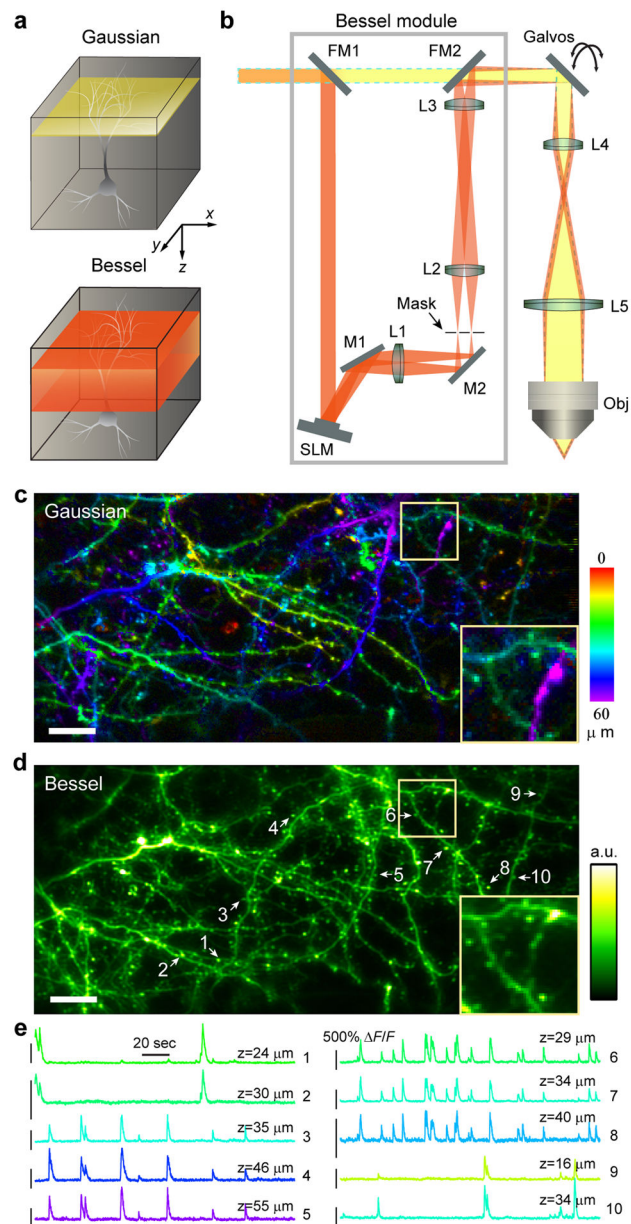 a
Gaussian
x
y
z
Bessel
b
Bessel module
FM1
FM2
Galvos
L3
L4
L2
Mask
L1
L5
M1
M2
SLM
Obj
c
Gaussian
0
60
μ m
d
Bessel
9
6
4
7
8
10
5
3
1
2
a.u.
e
20 sec
z=24 μm 1
z=30 μm 2
z=35 μm 3
z=46 μm 4
z=55 μm 5
500% ΔF/F
z=29 μm 6
z=34 μm 7
z=40 μm 8
z=16 μm 9
z=34 μm 10